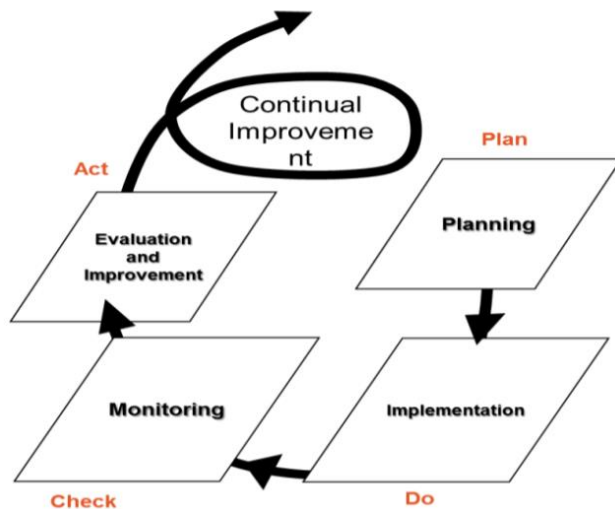 Continual
Improveme
nt
Plan
Act
Planning
Evaluation
and
Improvement
Monitoring
Implementation
Check
Do